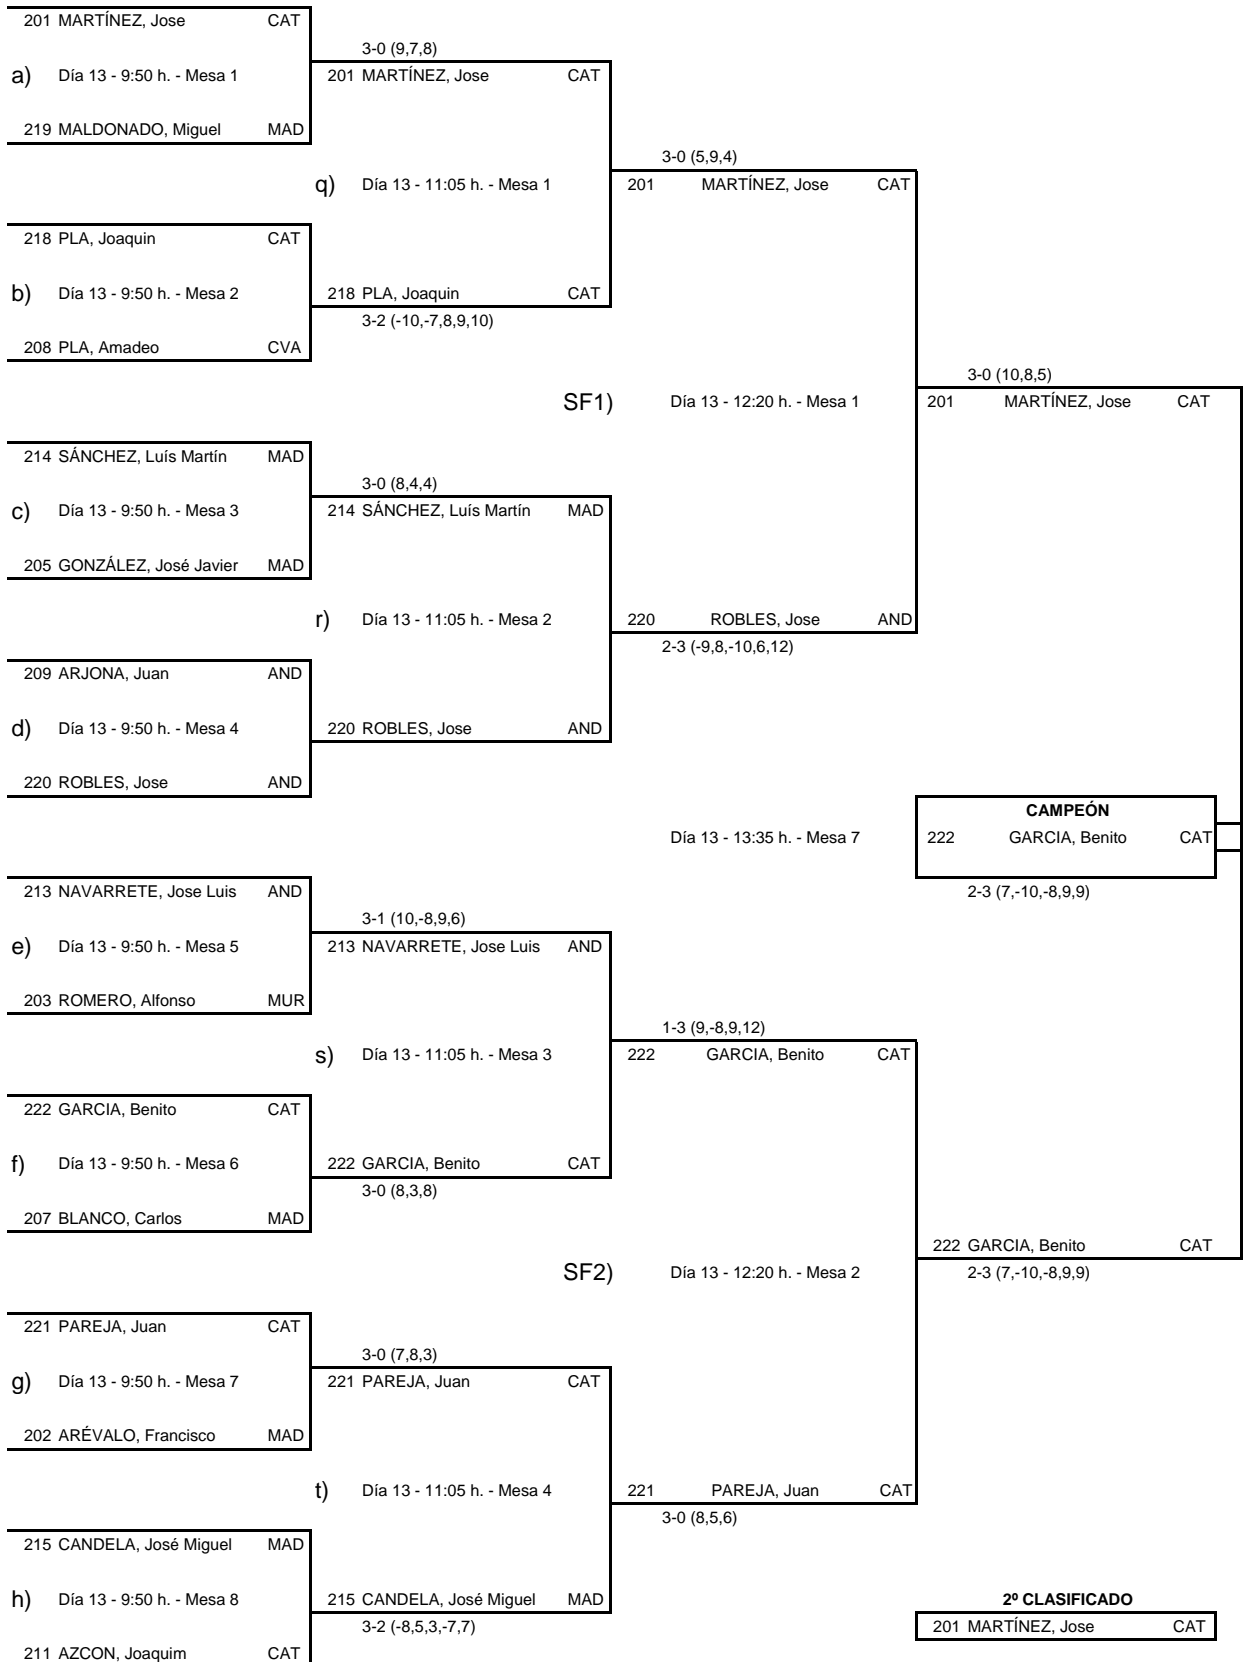 201 MARTÍNEZ, Jose CAT
3-0 (9,7,8)
a) Día 13 - 9:50 h. - Mesa 1 201 MARTÍNEZ, Jose CAT
219 MALDONADO, Miguel MAD
3-0 (5,9,4)
q) Día 13 - 11:05 h. - Mesa 1 201 MARTÍNEZ, Jose CAT
218 PLA, Joaquin CAT
b) Día 13 - 9:50 h. - Mesa 2 218 PLA, Joaquin CAT
3-2 (-10,-7,8,9,10)
208 PLA, Amadeo CVA
3-0 (10,8,5)
SF1) Día 13 - 12:20 h. - Mesa 1 201 MARTÍNEZ, Jose CAT
214 SÁNCHEZ, Luís Martín MAD
3-0 (8,4,4)
c) Día 13 - 9:50 h. - Mesa 3 214 SÁNCHEZ, Luís Martín MAD
205 GONZÁLEZ, José Javier MAD
r) Día 13 - 11:05 h. - Mesa 2 220 ROBLES, Jose AND
2-3 (-9,8,-10,6,12)
209 ARJONA, Juan AND
d) Día 13 - 9:50 h. - Mesa 4 220 ROBLES, Jose AND
220 ROBLES, Jose AND
CAMPEÓN
Día 13 - 13:35 h. - Mesa 7 222 GARCIA, Benito CAT
213 NAVARRETE, Jose Luis AND 2-3 (7,-10,-8,9,9)
3-1 (10,-8,9,6)
e) Día 13 - 9:50 h. - Mesa 5 213 NAVARRETE, Jose Luis AND
203 ROMERO, Alfonso MUR
1-3 (9,-8,9,12)
s) Día 13 - 11:05 h. - Mesa 3 222 GARCIA, Benito CAT
222 GARCIA, Benito CAT
f) Día 13 - 9:50 h. - Mesa 6 222 GARCIA, Benito CAT
3-0 (8,3,8)
207 BLANCO, Carlos MAD
222 GARCIA, Benito CAT
SF2) Día 13 - 12:20 h. - Mesa 2 2-3 (7,-10,-8,9,9)
221 PAREJA, Juan CAT
3-0 (7,8,3)
g) Día 13 - 9:50 h. - Mesa 7 221 PAREJA, Juan CAT
202 ARÉVALO, Francisco MAD
t) Día 13 - 11:05 h. - Mesa 4 221 PAREJA, Juan CAT
3-0 (8,5,6)
215 CANDELA, José Miguel MAD
h) Día 13 - 9:50 h. - Mesa 8 215 CANDELA, José Miguel MAD 2º CLASIFICADO
3-2 (-8,5,3,-7,7) 201 MARTÍNEZ, Jose CAT
211 AZCON, Joaquim CAT